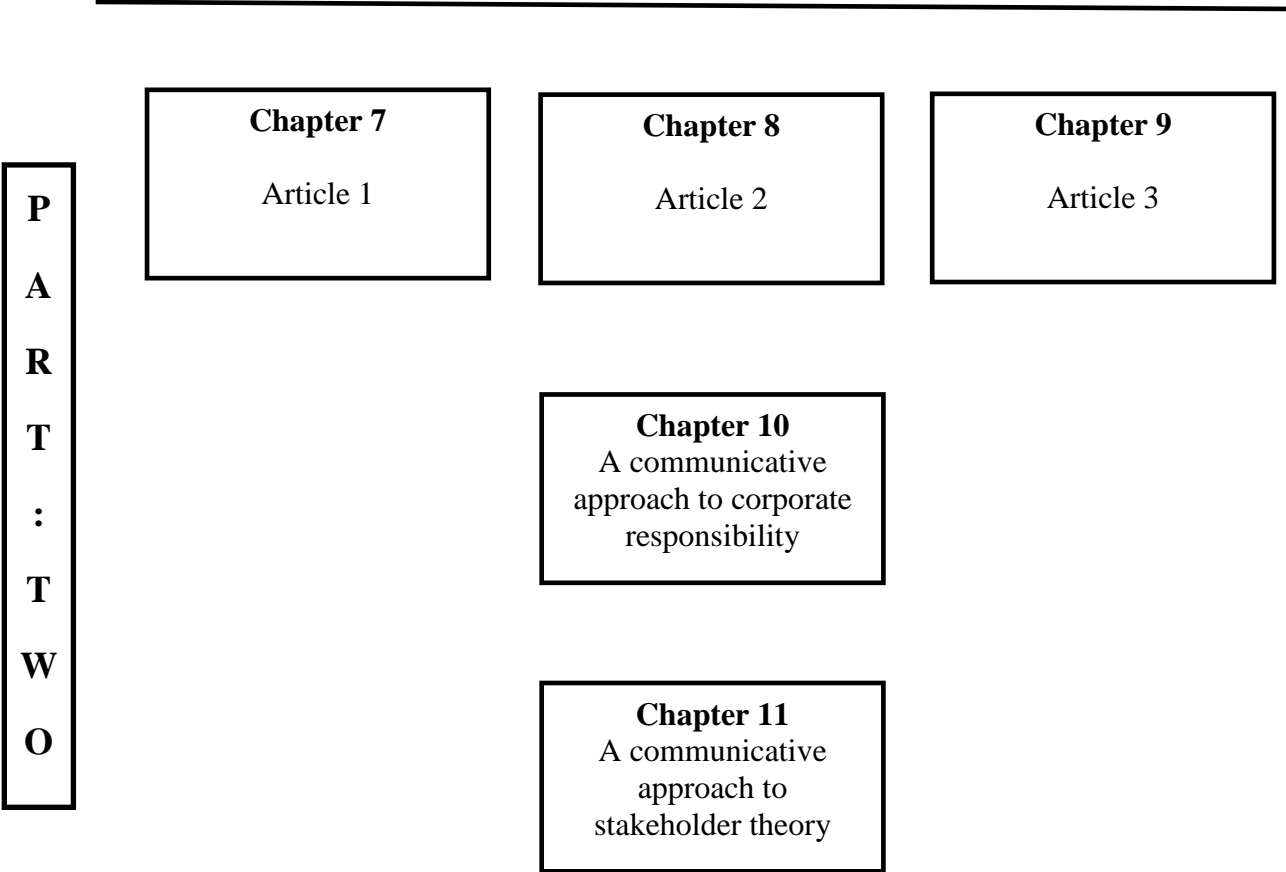 P
A
R
T
:
T
W
O
Chapter 7
Article 1
Chapter 8
Article 2
Chapter 9
Article 3
Chapter 10
A communicative
approach to corporate
responsibility
Chapter 11
A communicative
approach to
stakeholder theory